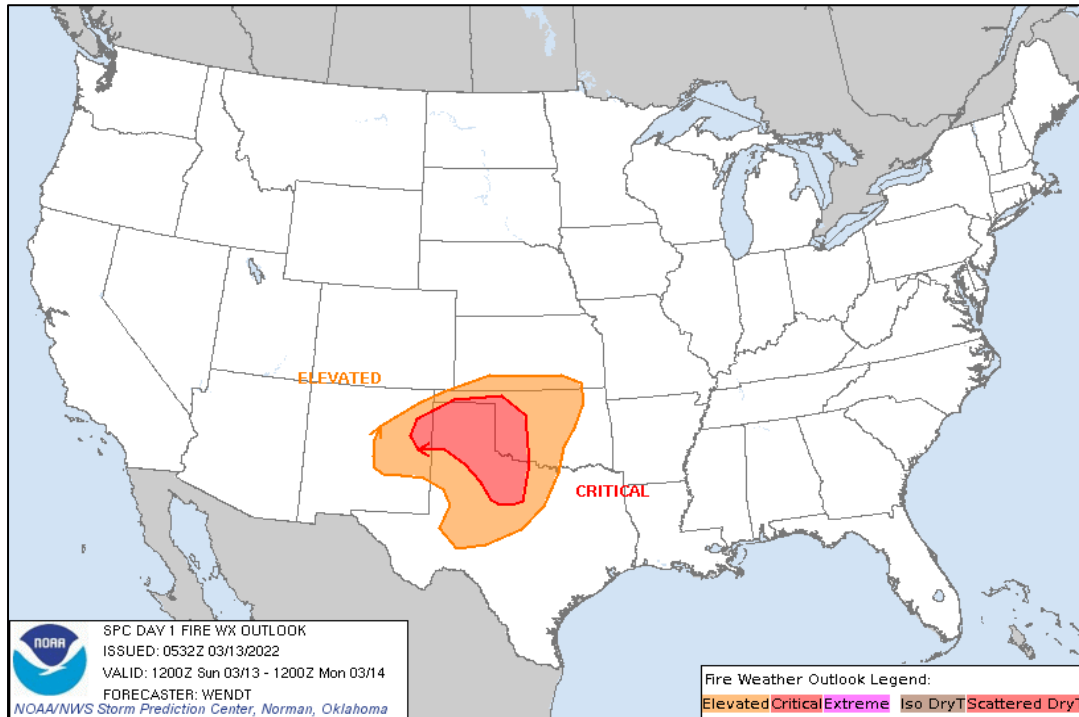 ELEVATED
CRITICAL
NOAA
SPC DAY 1 FIRE WX OUTLOOK
ISSUED: 0532Z 03/13/2022
VALID: 1200Z Sun 03/13 - 1200Z Mon 03/14
FORECASTER: WENDT
NOAA/NWS Storm Prediction Center, Norman, Oklahoma
Fire Weather Outlook Legend:
Elevated Critical Extreme Iso DryT Scattered DryT